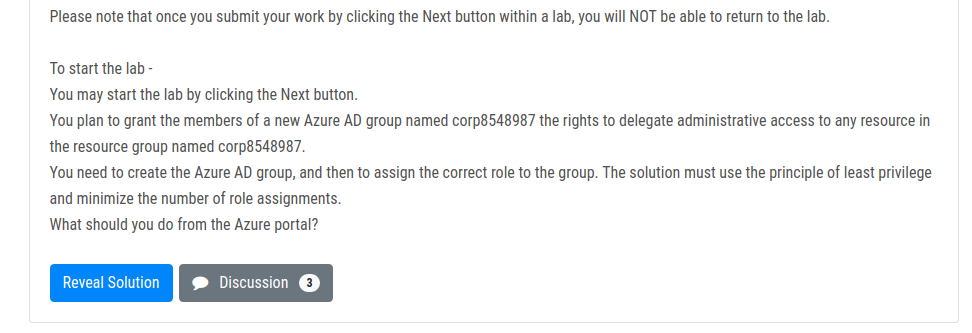 Please note that once you submit your work by clicking the Next button within a lab, you will NOT be able to return to the lab.
To start the lab -
You may start the lab by clicking the Next button.
You plan to grant the members of a new Azure AD group named corp8548987 the rights to delegate administrative access to any resource in
the resource group named corp8548987.
You need to create the Azure AD group, and then to assign the correct role to the group. The solution must use the principle of least privilege
and minimize the number of role assignments.
What should you do from the Azure portal?
Reveal Solution Discussion 3